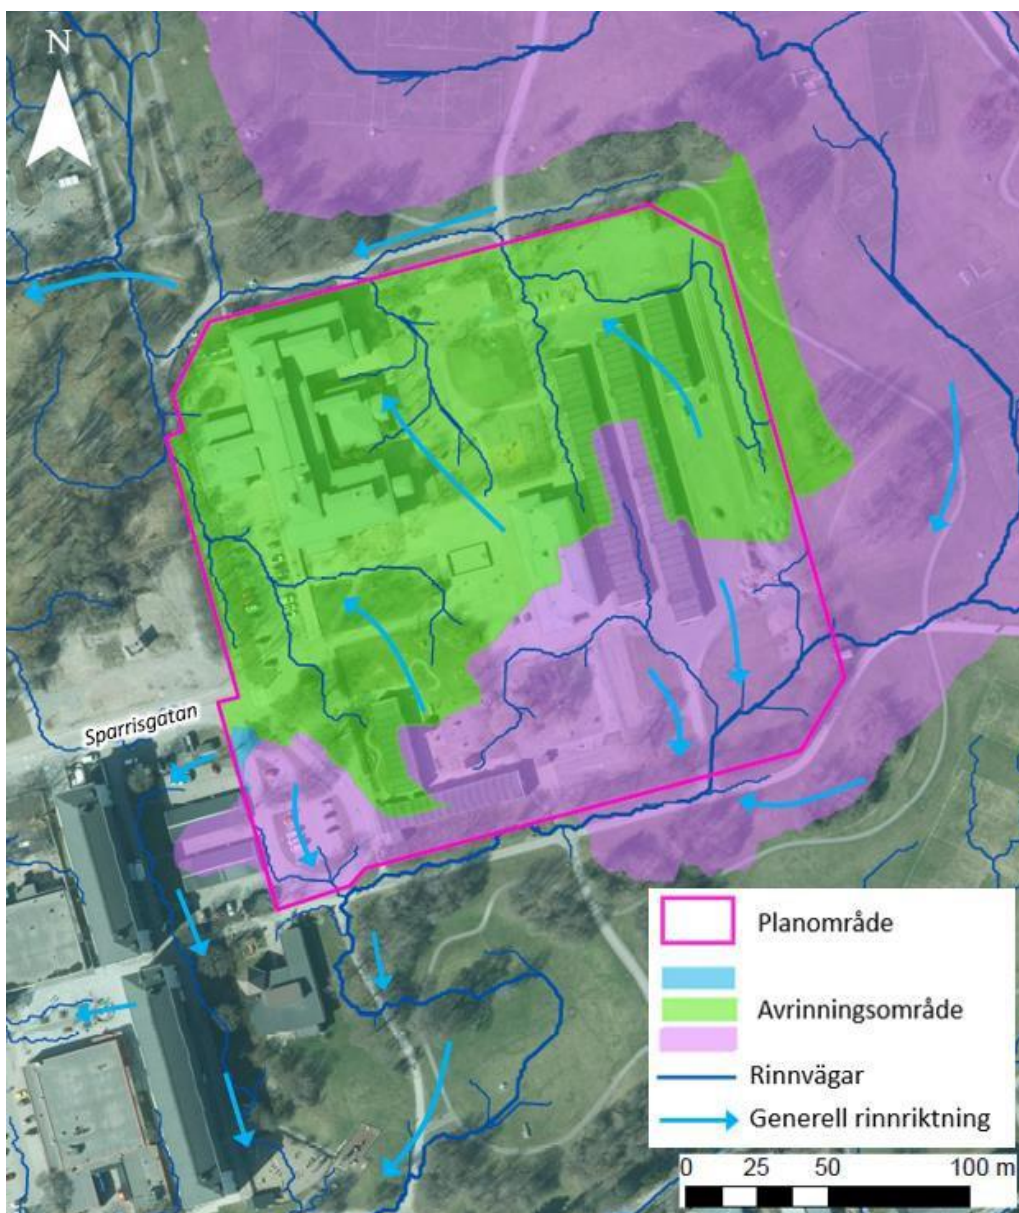 N
Sparrisgatan
Planområde
Avrinningsområde
Rinnvägar
Generell rinnriktning
0 25 50 100 m